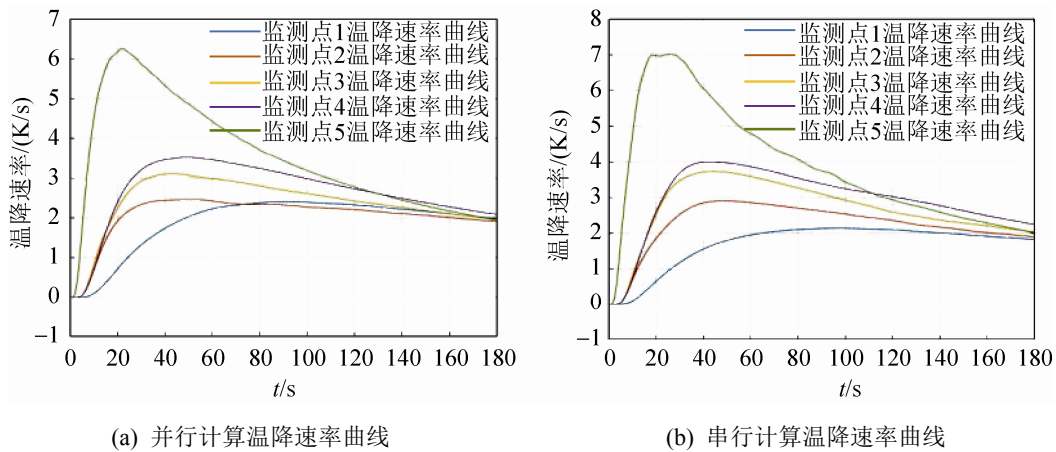 7
6
5
4
3
2
1
0
−1
温降速率/(K/s)
监测点1温降速率曲线
监测点2温降速率曲线
监测点3温降速率曲线
监测点4温降速率曲线
监测点5温降速率曲线
0 20 40 60 80 100 120 140 160 180
t/s
(a) 并行计算温降速率曲线
8
7
6
5
4
3
2
1
0
−1
温降速率/(K/s)
监测点1温降速率曲线
监测点2温降速率曲线
监测点3温降速率曲线
监测点4温降速率曲线
监测点5温降速率曲线
0 20 40 60 80 100 120 140 160 180
t/s
(b) 串行计算温降速率曲线